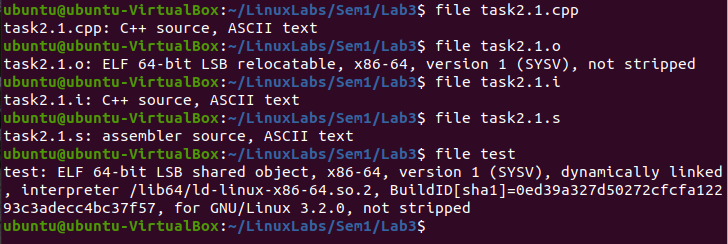 ubuntu@ubuntu-VirtualBox:~/LinuxLabs/Sem1/Lab3$ file task2.1.cpp
task2.1.cpp: C++ source, ASCII text
ubuntu@ubuntu-VirtualBox:~/LinuxLabs/Sem1/Lab3$ file task2.1.o
task2.1.o: ELF 64-bit LSB relocatable, x86-64, version 1 (SYSV), not stripped
ubuntu@ubuntu-VirtualBox:~/LinuxLabs/Sem1/Lab3$ file task2.1.i
task2.1.i: C++ source, ASCII text
ubuntu@ubuntu-VirtualBox:~/LinuxLabs/Sem1/Lab3$ file task2.1.s
task2.1.s: assembler source, ASCII text
ubuntu@ubuntu-VirtualBox:~/LinuxLabs/Sem1/Lab3$ file test
test: ELF 64-bit LSB shared object, x86-64, version 1 (SYSV), dynamically linked
, interpreter /lib64/ld-linux-x86-64.so.2, BuildID[sha1]=0ed39a327d50272cfcfa122
93c3adecc4bc37f57, for GNU/Linux 3.2.0, not stripped
ubuntu@ubuntu-VirtualBox:~/LinuxLabs/Sem1/Lab3$